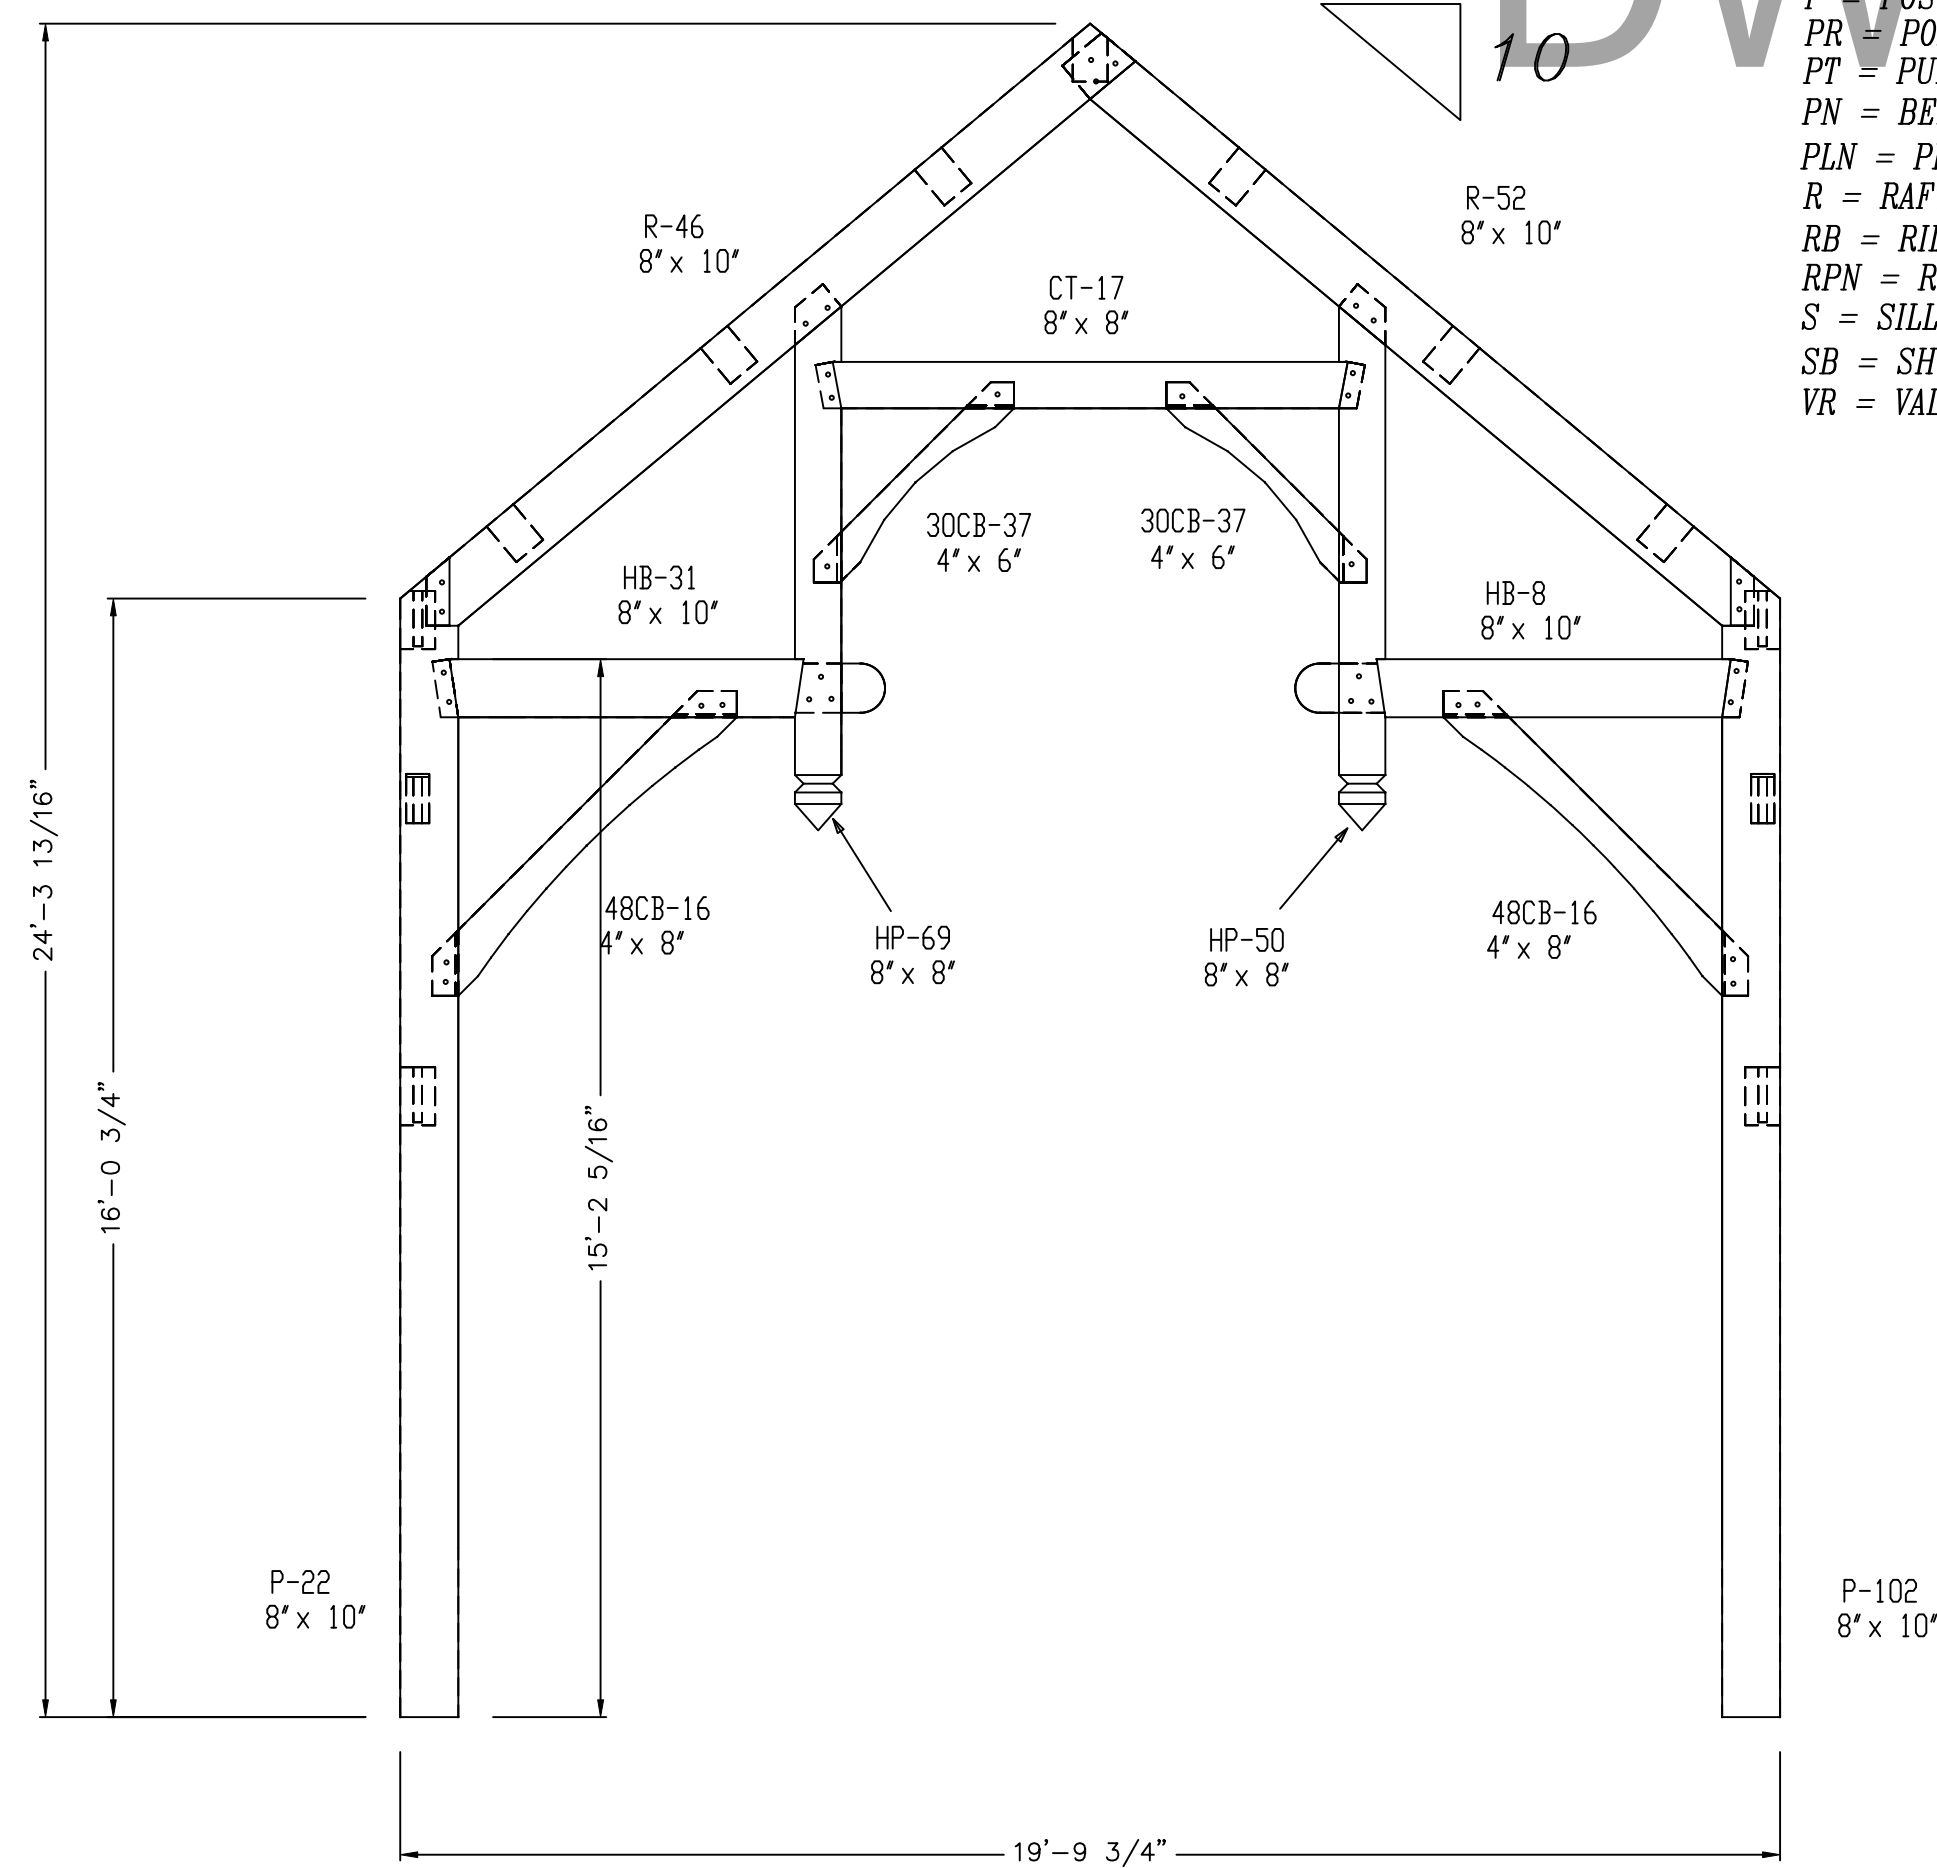 10
PR = PO
PT = PU
PN = BE
PLN = P
R = RAF
RB = RI
RPN = R
S = SILL
SB = SH
VR = VAL
R-46
8" x 10"
R-52
8" x 10"
CT-17
8" x 8"
30CB-37
4" x 6"
30CB-37
4" x 6"
HB-31
8" x 10"
HB-8
8" x 10"
24'-3 13/16"
16'-0 3/4"
15'-2 5/16"
48CB-16
4" x 8"
HP-69
8" x 8"
HP-50
8" x 8"
48CB-16
4" x 8"
P-22
8" x 10"
P-102
8" x 10"
19'-9 3/4"